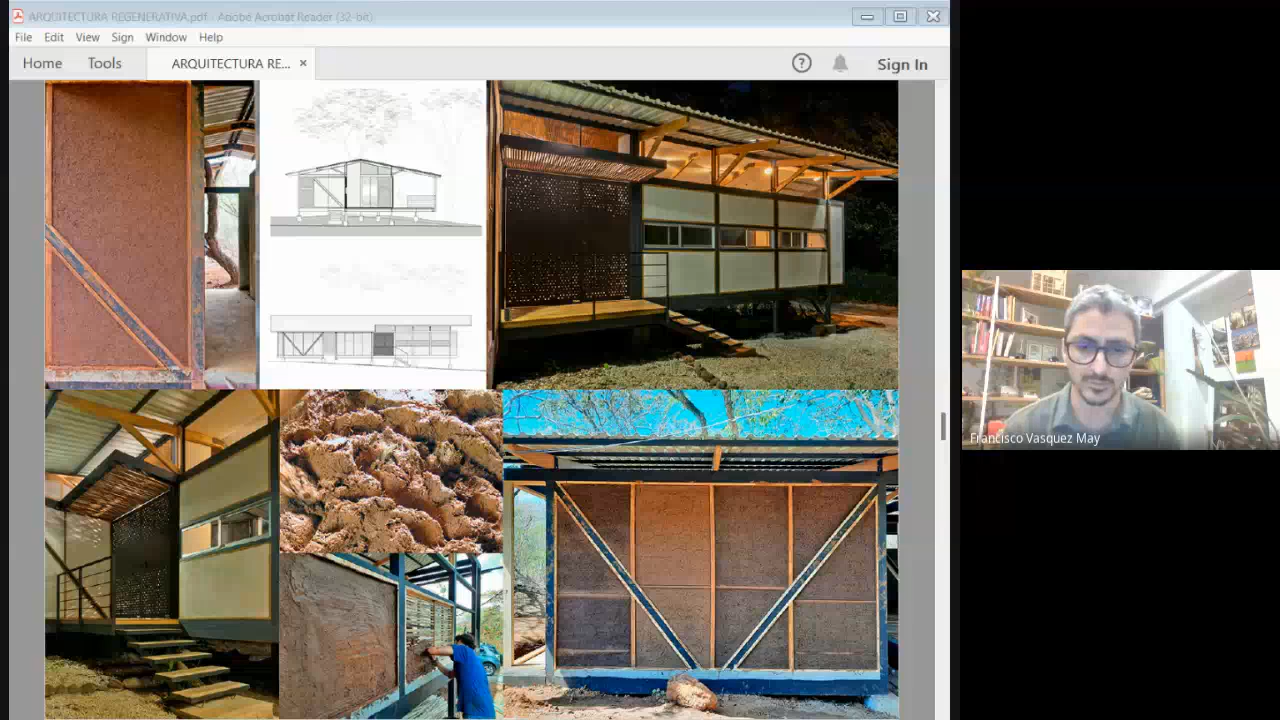 ARQUITECTURA REGENERATIVA.pdf - Adobe Acrobat Reader (32-bit)
File Edit View Sign Window Help
Home Tools ARQUITECTURA RE... × ? Sign In
Francisco Vasquez May